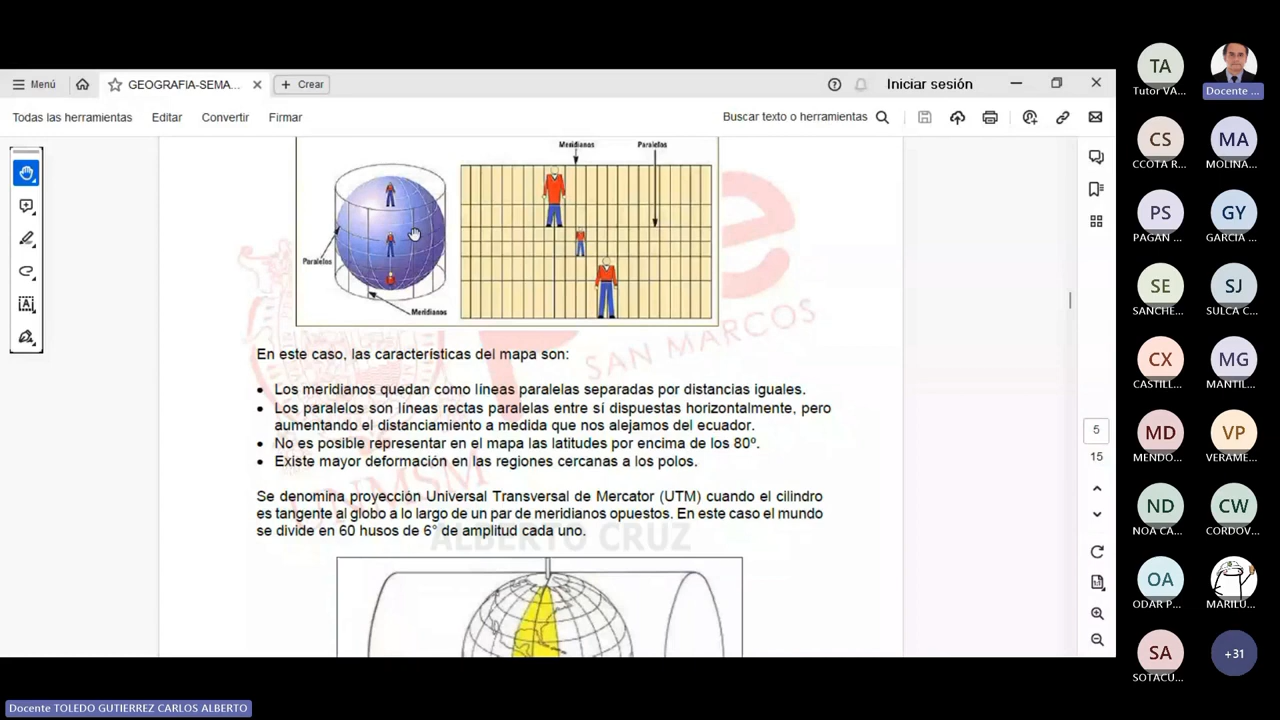 Menú
GEOGRAFIA-SEMA...
Crear
Iniciar sesión
Todas las herramientas
Editar
Convertir
Firmar
Buscar texto o herramientas
Meridianos
Paralelos
Paralelos
Meridianos
SAN MARCOS
UNMSM
En este caso, las características del mapa son:
• Los meridianos quedan como líneas paralelas separadas por distancias iguales.
• Los paralelos son líneas rectas paralelas entre sí dispuestas horizontalmente, pero
aumentando el distanciamiento a medida que nos alejamos del ecuador.
• No es posible representar en el mapa las latitudes por encima de los 80º.
• Existe mayor deformación en las regiones cercanas a los polos.
Se denomina proyección Universal Transversal de Mercator (UTM) cuando el cilindro
es tangente al globo a lo largo de un par de meridianos opuestos. En este caso el mundo
se divide en 60 husos de 6° de amplitud cada uno.
ALBERTO CRUZ
5
15
TA
Tutor VA...
Docente ...
CS
CCOTA R...
MA
MOLINA...
PS
PAGAN ...
GY
GARCIA ...
SE
SANCHE...
SJ
SULCA C...
CX
CASTILL...
MG
MANTIL...
MD
MENDO...
VP
VERAME...
ND
NOA CA...
CW
CORDOV...
OA
ODAR P...
MARILU...
SA
SOTACU...
+31
Docente TOLEDO GUTIERREZ CARLOS ALBERTO